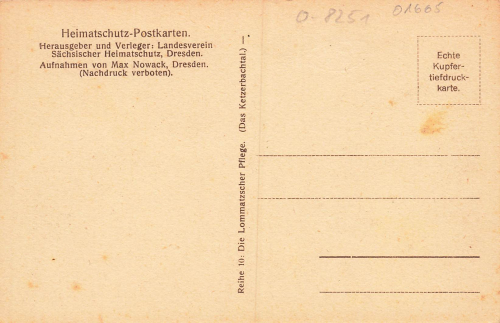 Heimatschutz-Postkarten.
Herausgeber und Verleger: Landesverein
Sächsischer Heimatschutz, Dresden.
Aufnahmen von Max Nowack, Dresden.
(Nachdruck verboten).
Reihe 10: Die Lommatzscher Pflege. (Das Ketzerbachtal.) —
O-8251
01605
Echte
Kupfer-
tiefdruck-
karte.